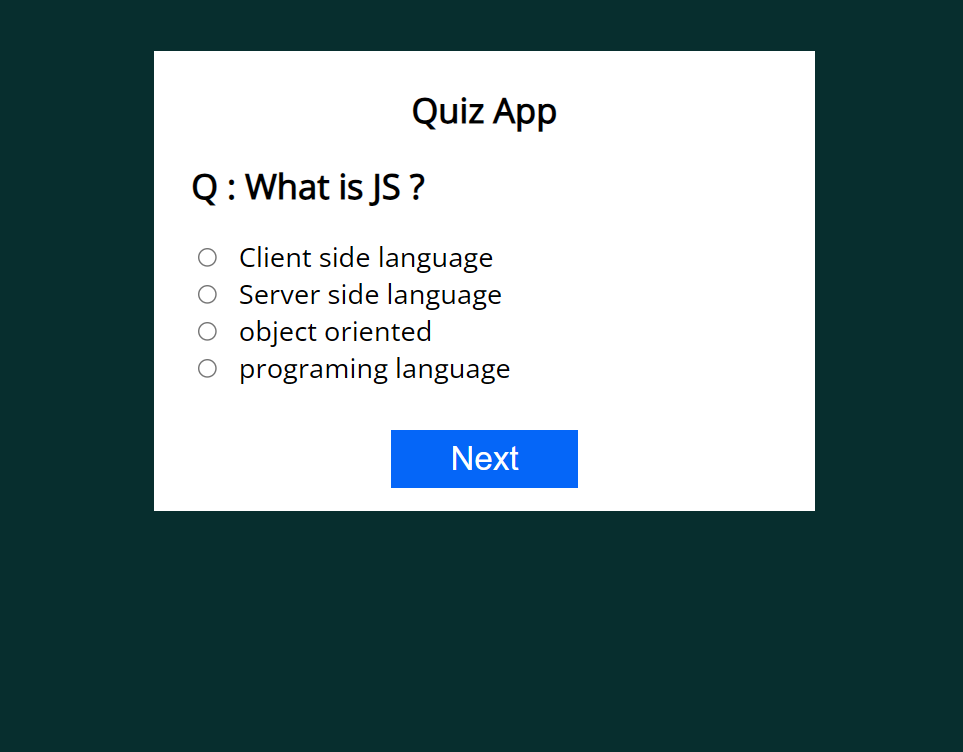 Quiz App
Q : What is JS ?
Client side language
Server side language
object oriented
programing language
Next